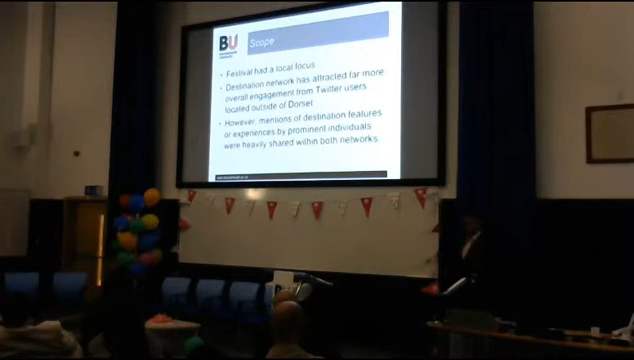 BU
Scope
• Festival had a local focus
• Destination network has attracted far more
overall engagement from Twitter users
located outside of Dorset
• However, mentions of destination features
or experiences by prominent individuals
were heavily shared within both networks.